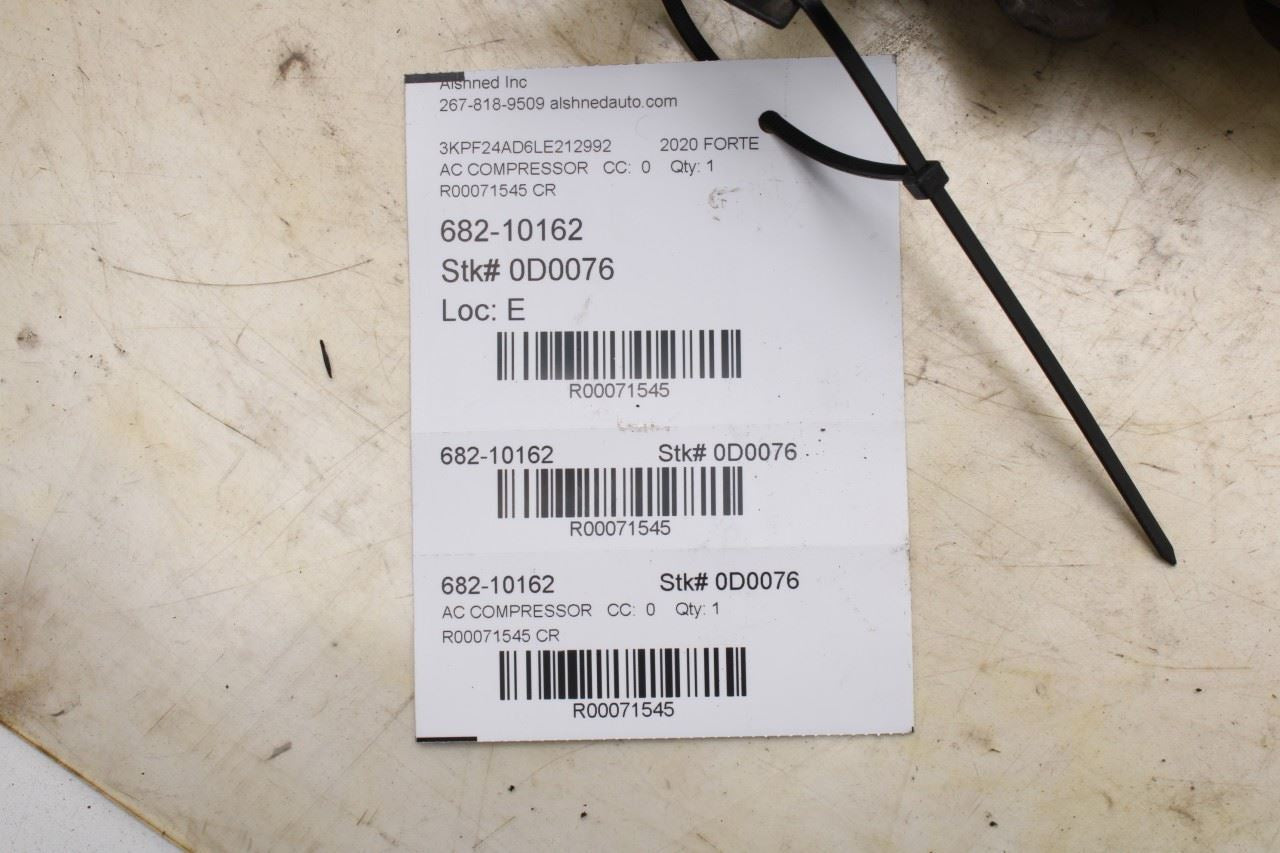 Alshned Inc
267-818-9509 alshnedauto.com
3KPF24AD6LE212992 2020 FORTE
AC COMPRESSOR CC: 0 Qty: 1
R00071545 CR
682-10162
Stk# 0D0076
Loc: E
R00071545
682-10162 Stk# 0D0076
R00071545
682-10162 Stk# 0D0076
AC COMPRESSOR CC: 0 Qty: 1
R00071545 CR
R00071545